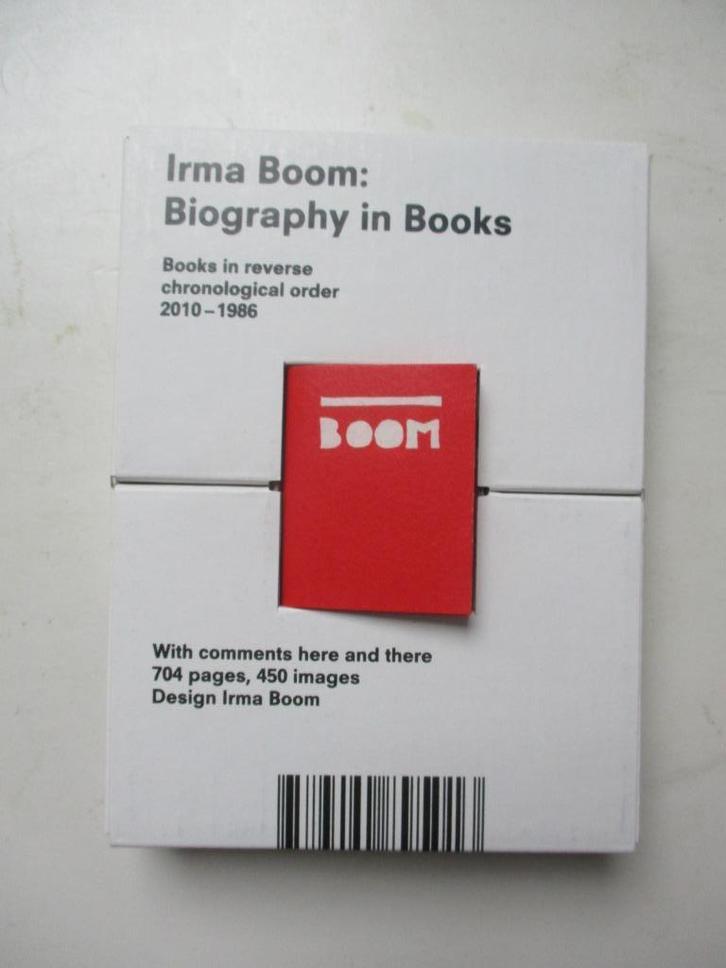 Irma Boom:
Biography in Books
Books in reverse
chronological order
2010–1986
BOOM
With comments here and there
704 pages, 450 images
Design Irma Boom